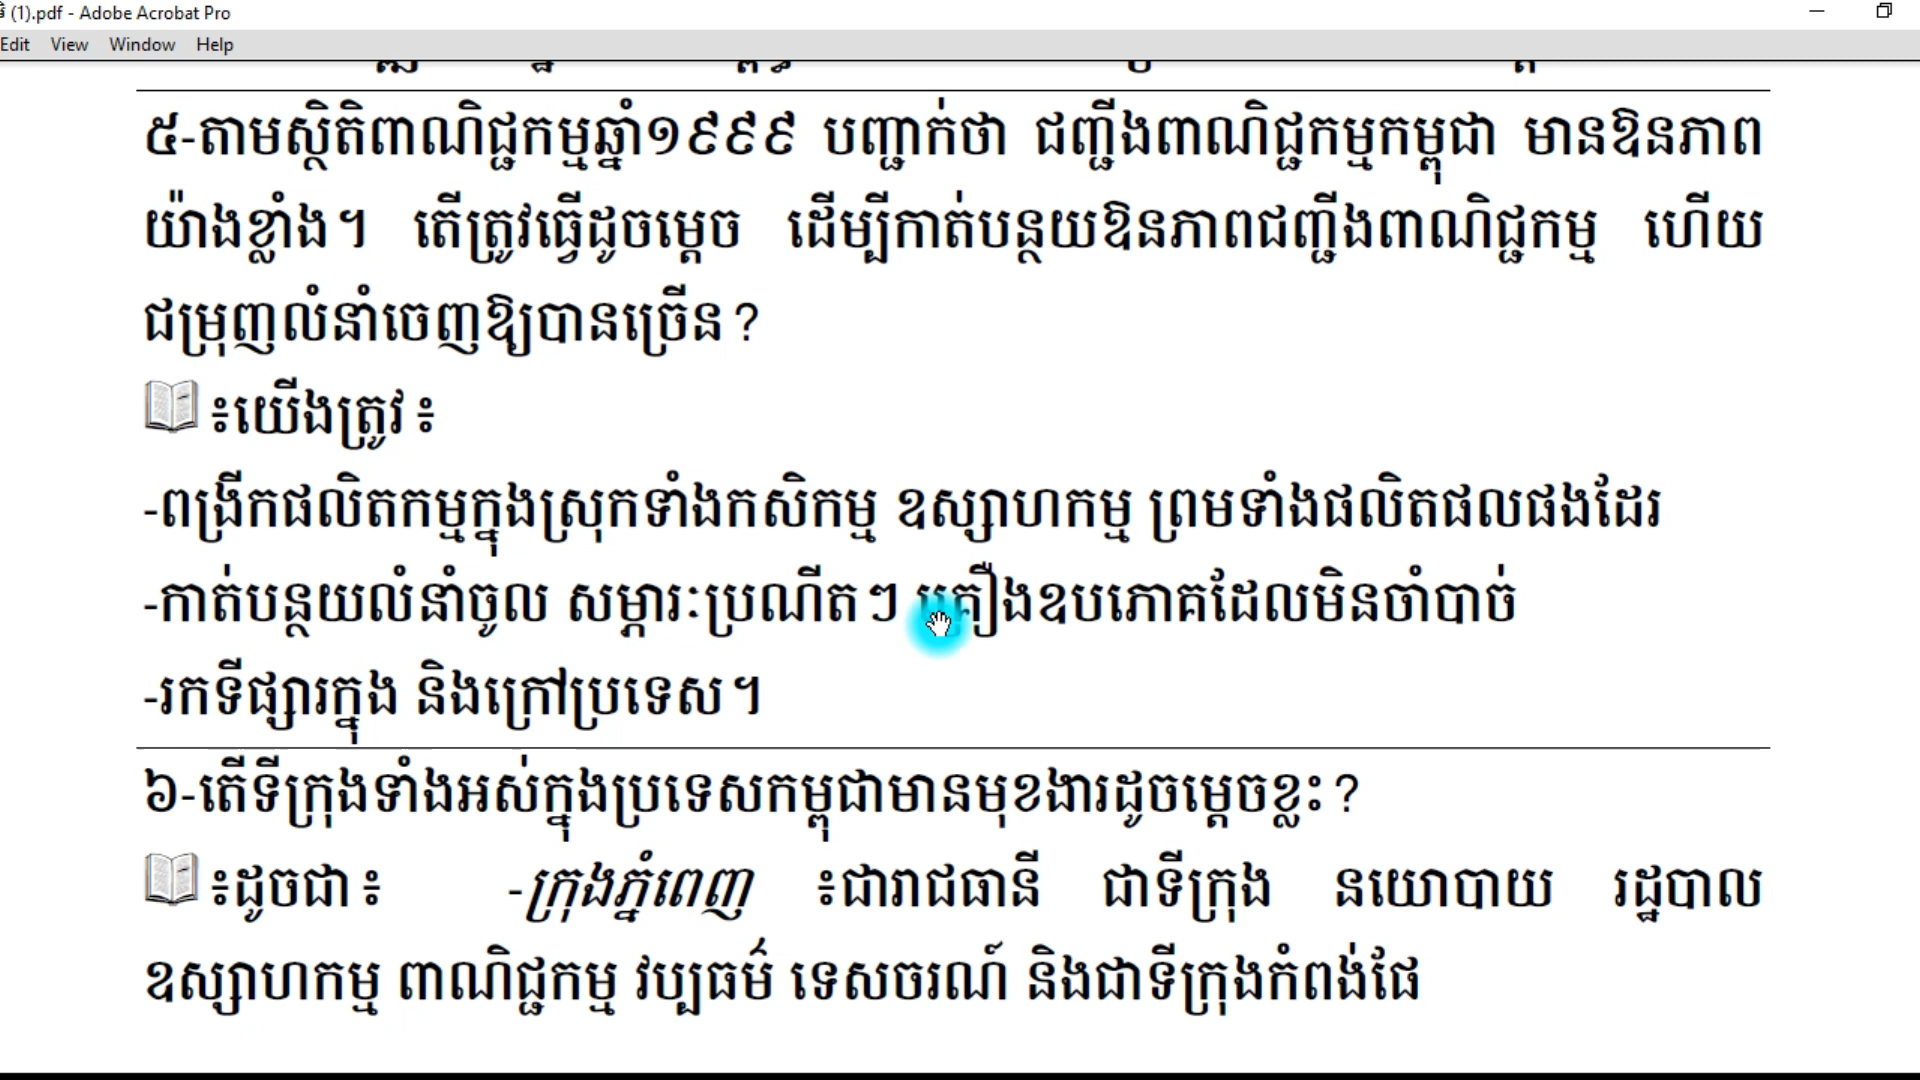 (1).pdf - Adobe Acrobat Pro
Edit View Window Help
៥-តាមស្ថិតិពាណិជ្ជកម្មឆ្នាំ១៩៩៩ បញ្ជាក់ថា ជញ្ជីងពាណិជ្ជកម្មកម្ពុជា មានឱនភាព
យ៉ាងខ្លាំង។ តើត្រូវធ្វើដូចម្ដេច ដើម្បីកាត់បន្ថយឱនភាពជញ្ជីងពាណិជ្ជកម្ម ហើយ
ជម្រុញលំនាំចេញឱ្យបានច្រើន?
៖យើងត្រូវ៖
-ពង្រីកផលិតកម្មក្នុងស្រុកទាំងកសិកម្ម ឧស្សាហកម្ម ព្រមទាំងផលិតផលផងដែរ
-កាត់បន្ថយលំនាំចូល សម្ភារៈប្រណីតៗ ឧបភោគដែលមិនចាំបាច់
-រកទីផ្សារក្នុង និងក្រៅប្រទេស។
៦-តើទីក្រុងទាំងអស់ក្នុងប្រទេសកម្ពុជាមានមុខងារដូចម្ដេចខ្លះ?
៖ដូចជា៖ -ក្រុងភ្នំពេញ ៖ជារាជធានី ជាទីក្រុង នយោបាយ រដ្ឋបាល
ឧស្សាហកម្ម ពាណិជ្ជកម្ម វប្បធម៌ ទេសចរណ៍ និងជាទីក្រុងកំពង់ផែ